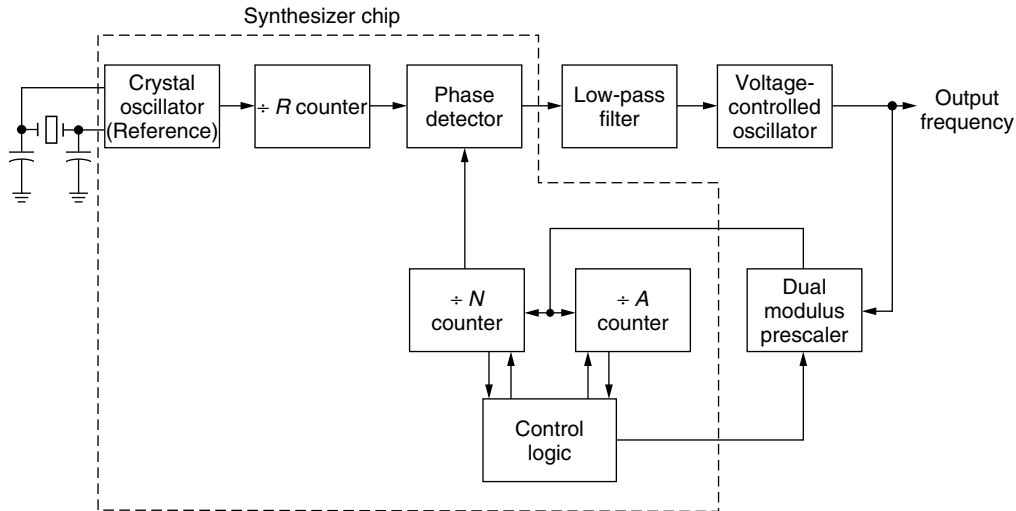 Synthesizer chip
Crystal
oscillator
(Reference)
÷ R counter
Phase
detector
Low-pass
filter
Voltage-
controlled
oscillator
Output
frequency
÷ N
counter
÷ A
counter
Dual
modulus
prescaler
Control
logic